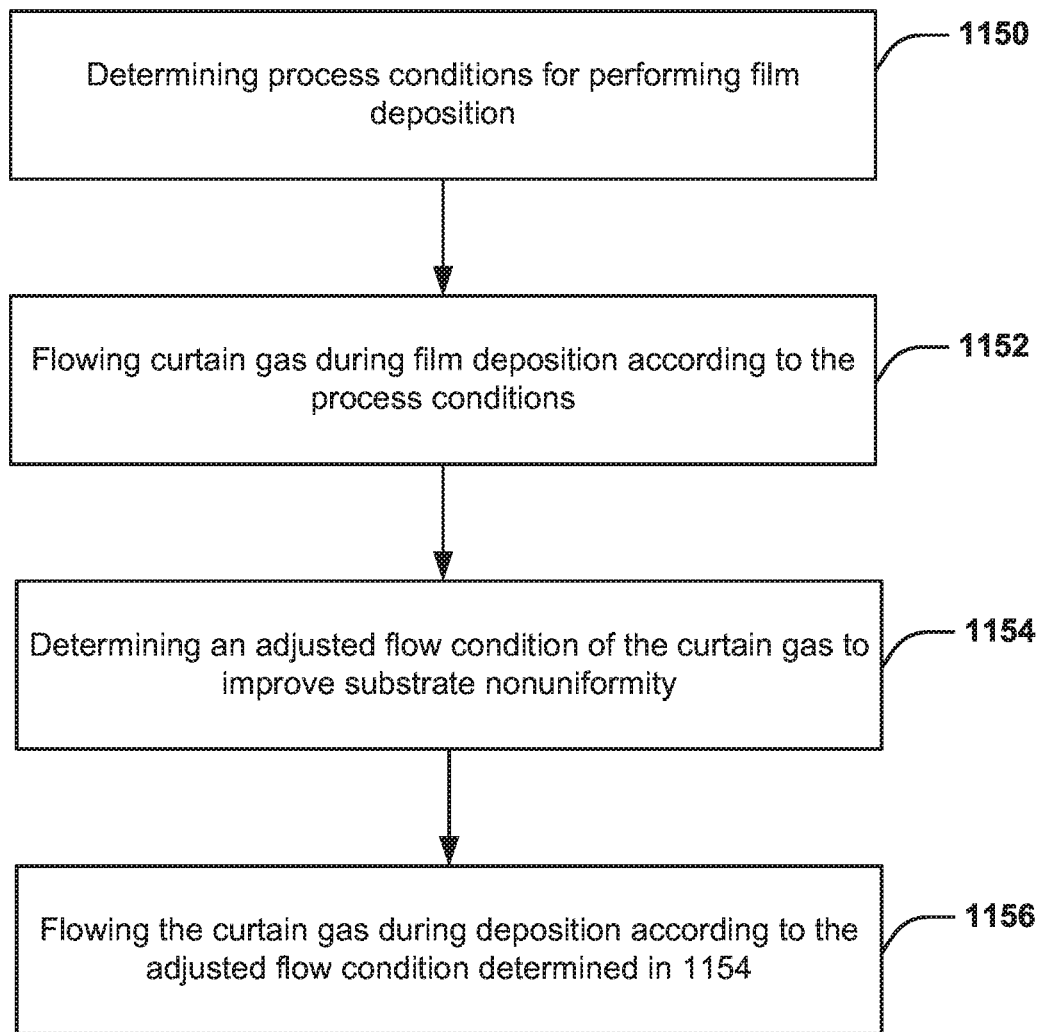 1150
Determining process conditions for performing film
deposition
1152
Flowing curtain gas during film deposition according to the
process conditions
1154
Determining an adjusted flow condition of the curtain gas to
improve substrate nonuniformity
1156
Flowing the curtain gas during deposition according to the
adjusted flow condition determined in 1154